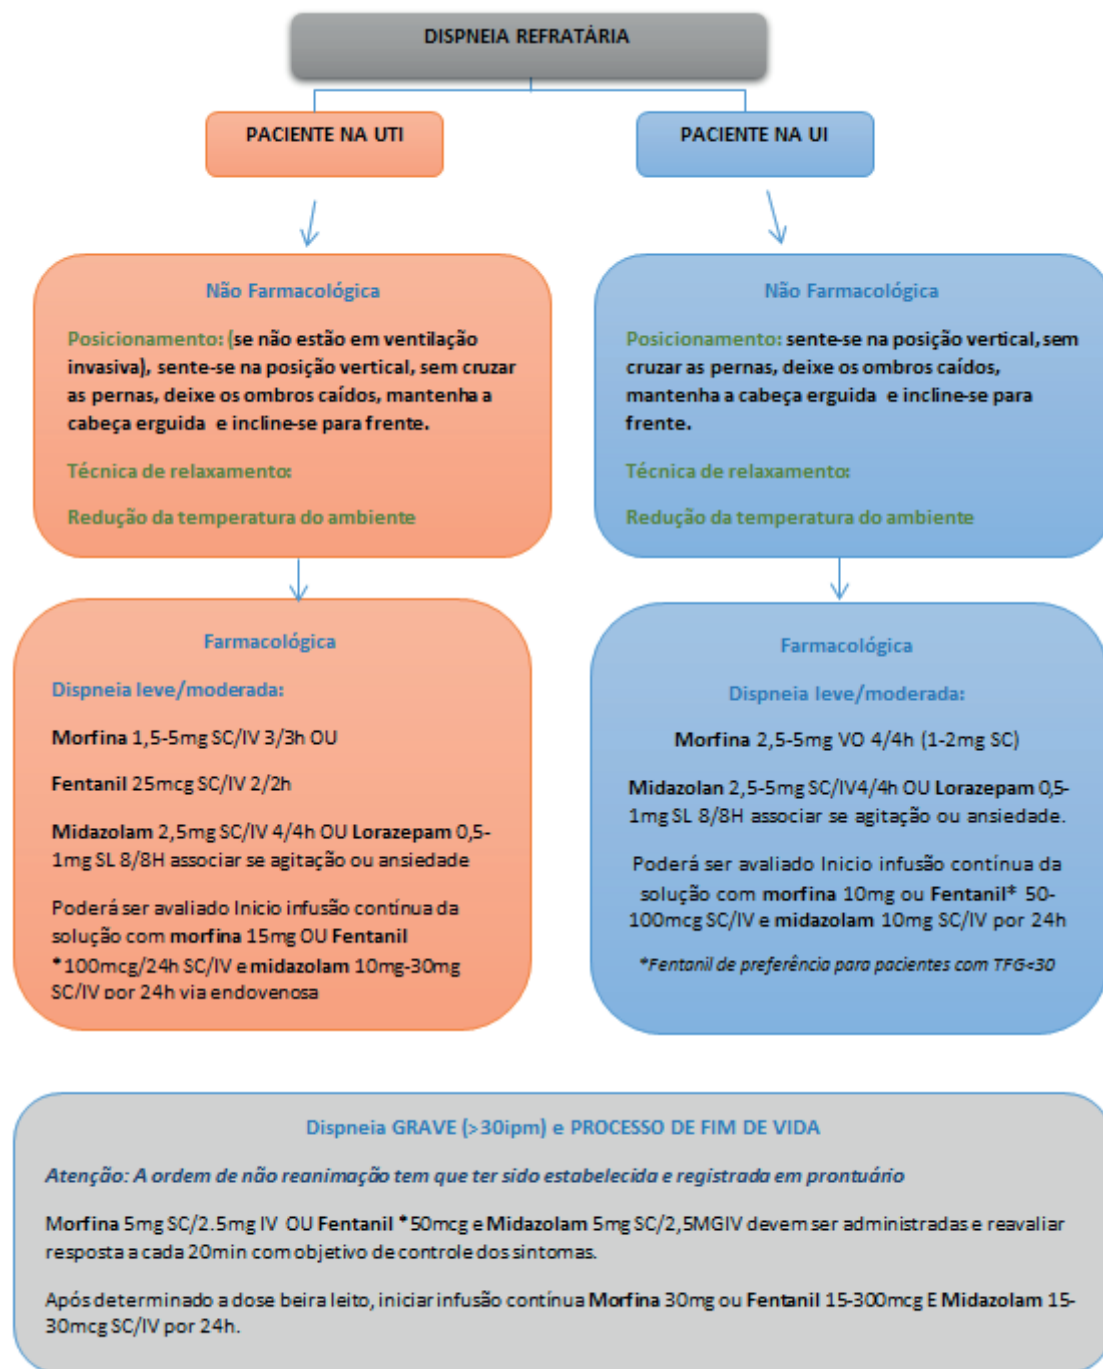 DISPNEIA REFRATÁRIA
PACIENTE NA UTI
PACIENTE NA UI
Não Farmacológica
Posicionamento: (se não estão em ventilação
invasiva), sente-se na posição vertical, sem cruzar
as pernas, deixe os ombros caídos, mantenha a
cabeça erguida e incline-se para frente.
Técnica de relaxamento:
Redução da temperatura do ambiente
Não Farmacológica
Posicionamento: sente-se na posição vertical, sem
cruzar as pernas, deixe os ombros caídos,
mantenha a cabeça erguida e incline-se para
frente.
Técnica de relaxamento:
Redução da temperatura do ambiente
Farmacológica
Dispneia leve/moderada:
Morfina 1,5-5mg SC/IV 3/3h OU
Fentanil 25mcg SC/IV 2/2h
Midazolam 2,5mg SC/IV 4/4h OU Lorazepam 0,5-
1mg SL 8/8H associar se agitação ou ansiedade
Poderá ser avaliado Inicio infusão contínua da
solução com morfina 15mg OU Fentanil
*100mcg/24h SC/IV e midazolam 10mg-30mg
SC/IV por 24h via endovenosa
Farmacológica
Dispneia leve/moderada:
Morfina 2,5-5mg VO 4/4h (1-2mg SC)
Midazolan 2,5-5mg SC/IV4/4h OU Lorazepam 0,5-
1mg SL 8/8H associar se agitação ou ansiedade.
Poderá ser avaliado Inicio infusão contínua da
solução com morfina 10mg ou Fentanil* 50-
100mcg SC/IV e midazolam 10mg SC/IV por 24h
*Fentanil de preferência para pacientes com TFG<30
Dispneia GRAVE (>30ipm) e PROCESSO DE FIM DE VIDA
Atenção: A ordem de não reanimação tem que ter sido estabelecida e registrada em prontuário
Morfina 5mg SC/2.5mg IV OU Fentanil *50mcg e Midazolam 5mg SC/2,5MGIV devem ser administradas e reavaliar
resposta a cada 20min com objetivo de controle dos sintomas.
Após determinado a dose beira leito, iniciar infusão contínua Morfina 30mg ou Fentanil 15-300mcg E Midazolam 15-
30mcg SC/IV por 24h.